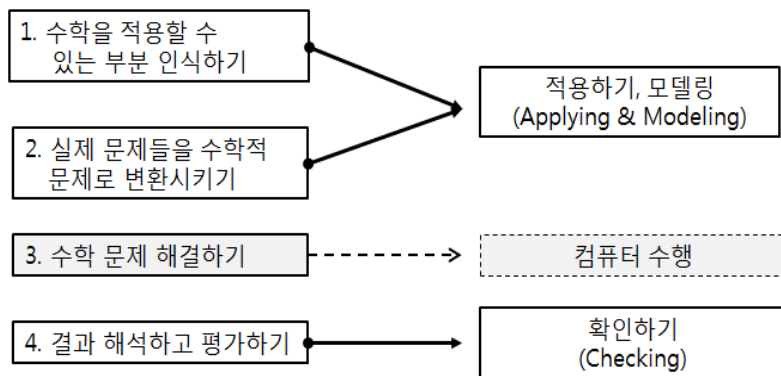 1. 수학을 적용할 수
있는 부분 인식하기
2. 실제 문제들을 수학적
문제로 변환시키기
3. 수학 문제 해결하기
4. 결과 해석하고 평가하기
적용하기, 모델링
(Applying & Modeling)
컴퓨터 수행
확인하기
(Checking)